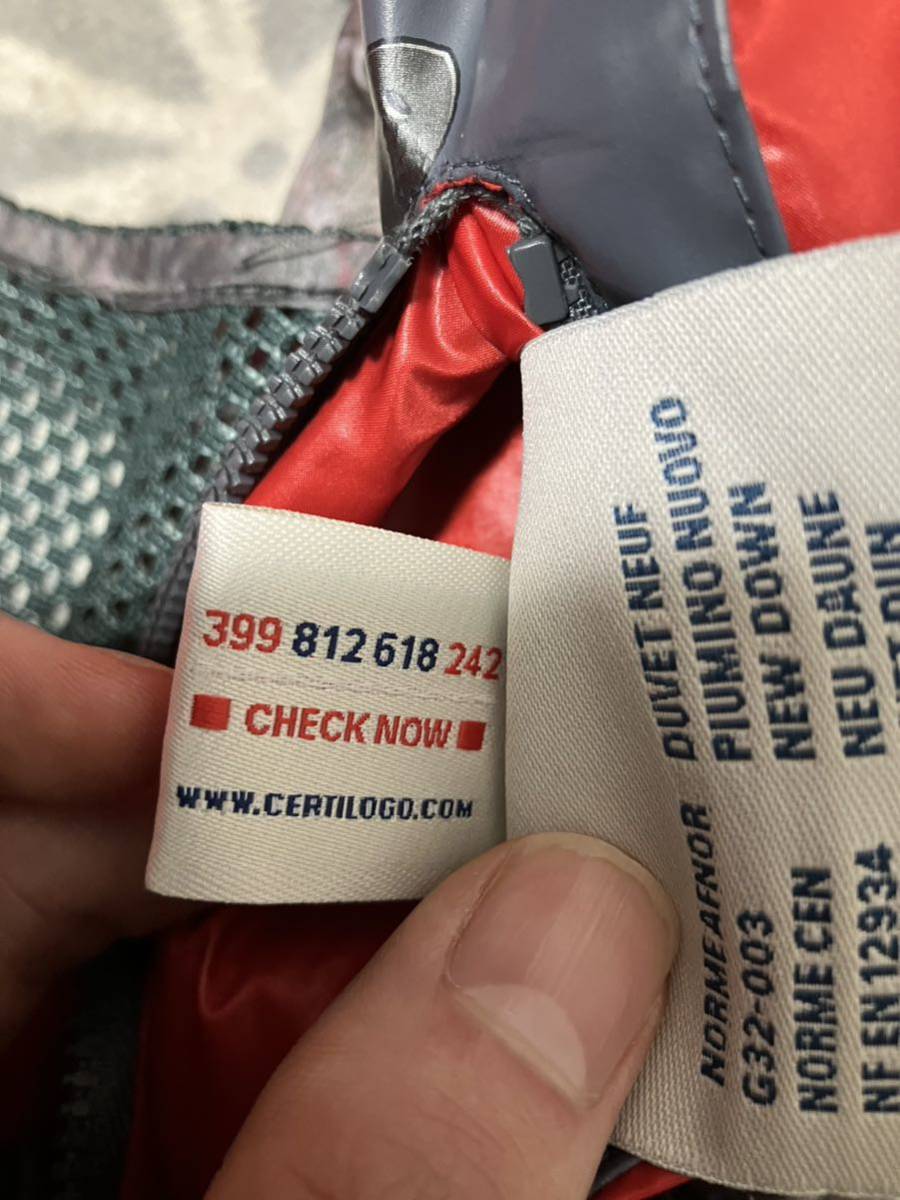 399 812 618 242
CHECK NOW
WWW.CERTILOGO.COM
DUVET NEUF
PIUMINO NUOVO
NEW DOWN
NEU DAUNE
NORME AFNOR
G32-003
NORME CEN
NF EN 12934